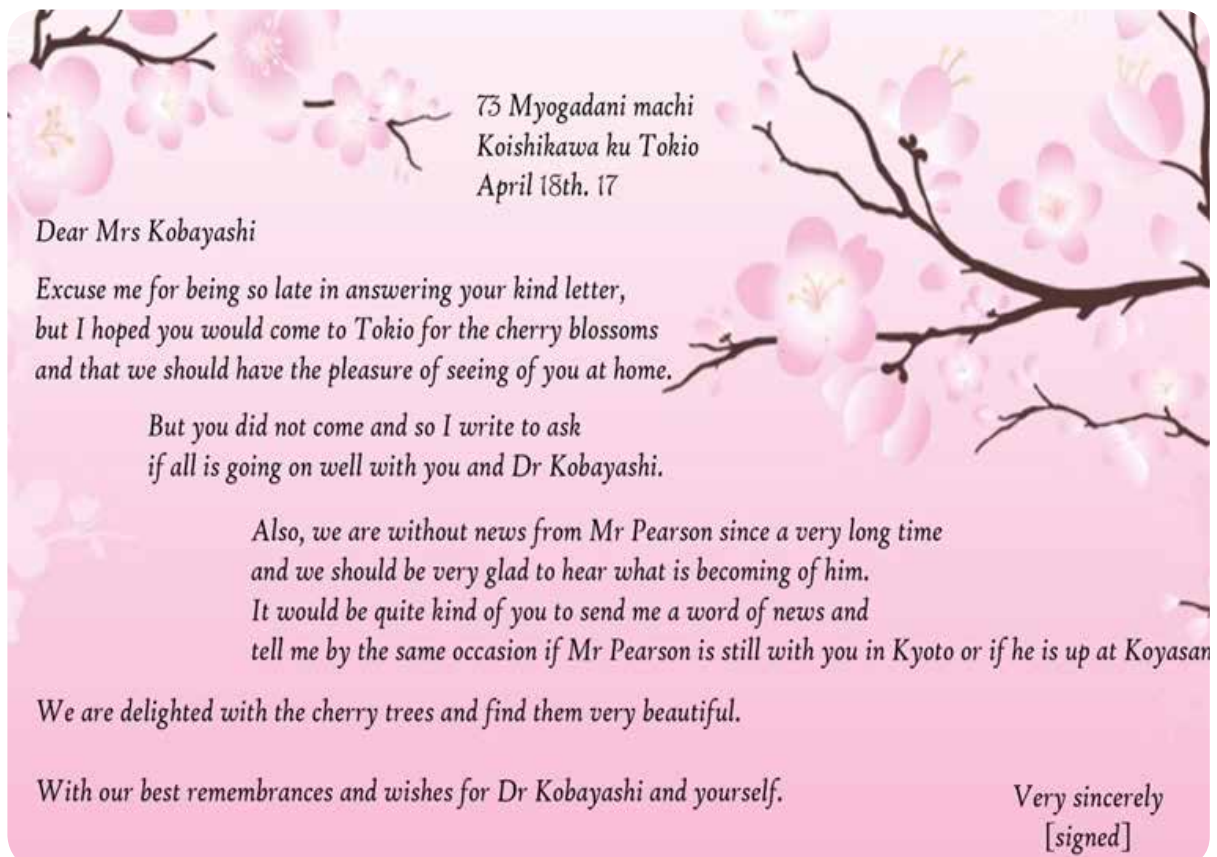 73 Myogadani machi
Koishikawa ku Tokio
April 18th. 17
Dear Mrs Kobayashi
Excuse me for being so late in answering your kind letter,
but I hoped you would come to Tokio for the cherry blossoms
and that we should have the pleasure of seeing of you at home.
But you did not come and so I write to ask
if all is going on well with you and Dr Kobayashi.
Also, we are without news from Mr Pearson since a very long time
and we should be very glad to hear what is becoming of him.
It would be quite kind of you to send me a word of news and
tell me by the same occasion if Mr Pearson is still with you in Kyoto or if he is up at Koyasan
We are delighted with the cherry trees and find them very beautiful.
With our best remembrances and wishes for Dr Kobayashi and yourself.
Very sincerely
[signed]